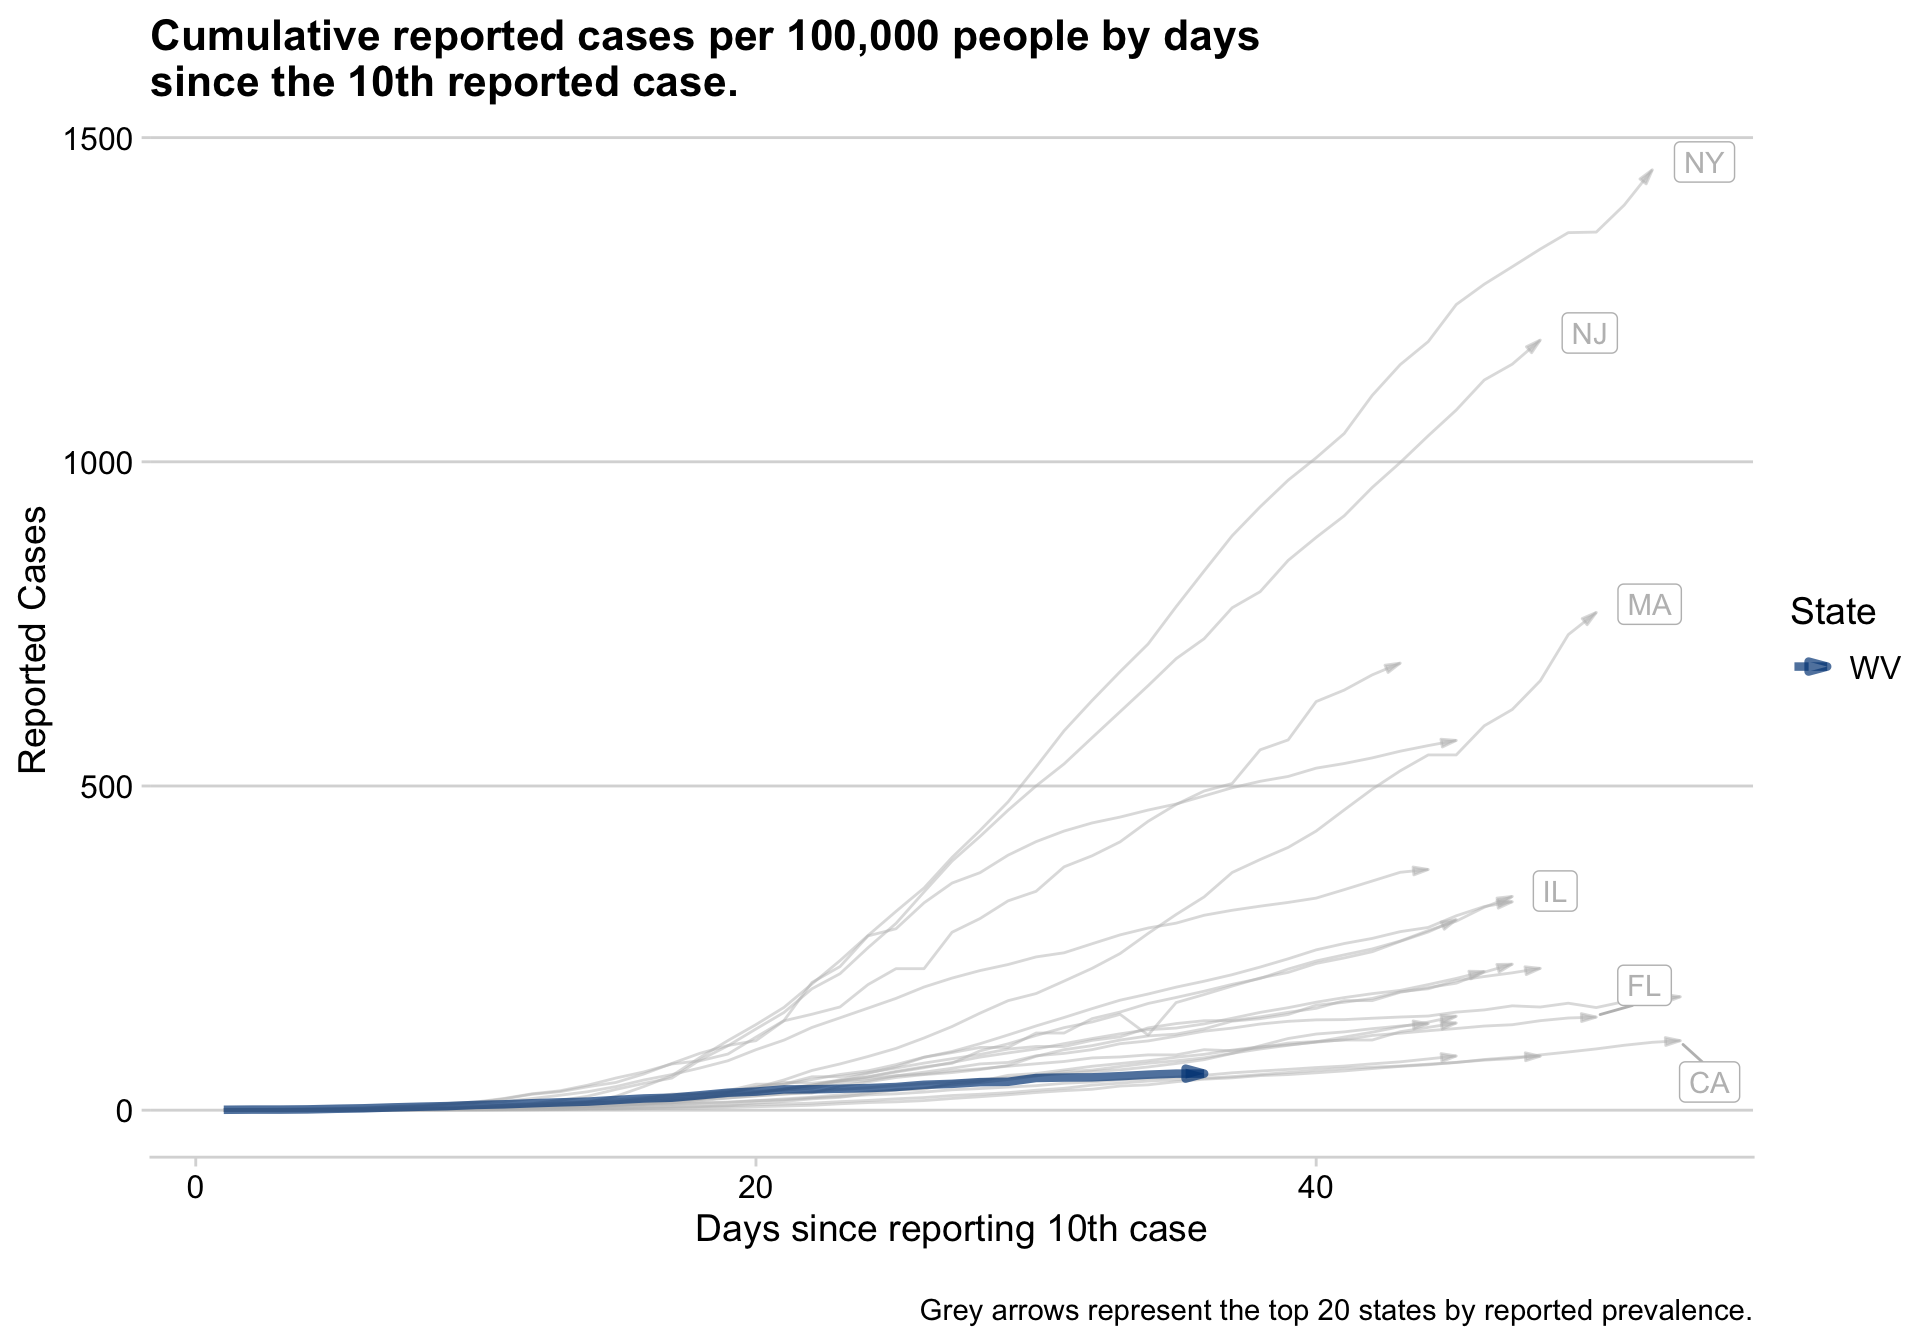 Cumulative reported cases per 100,000 people by days
since the 10th reported case.
1500
1000
500
0
Reported Cases
NY
NJ
MA
IL
FL
CA
State
WV
0
20
40
Days since reporting 10th case
Grey arrows represent the top 20 states by reported prevalence.